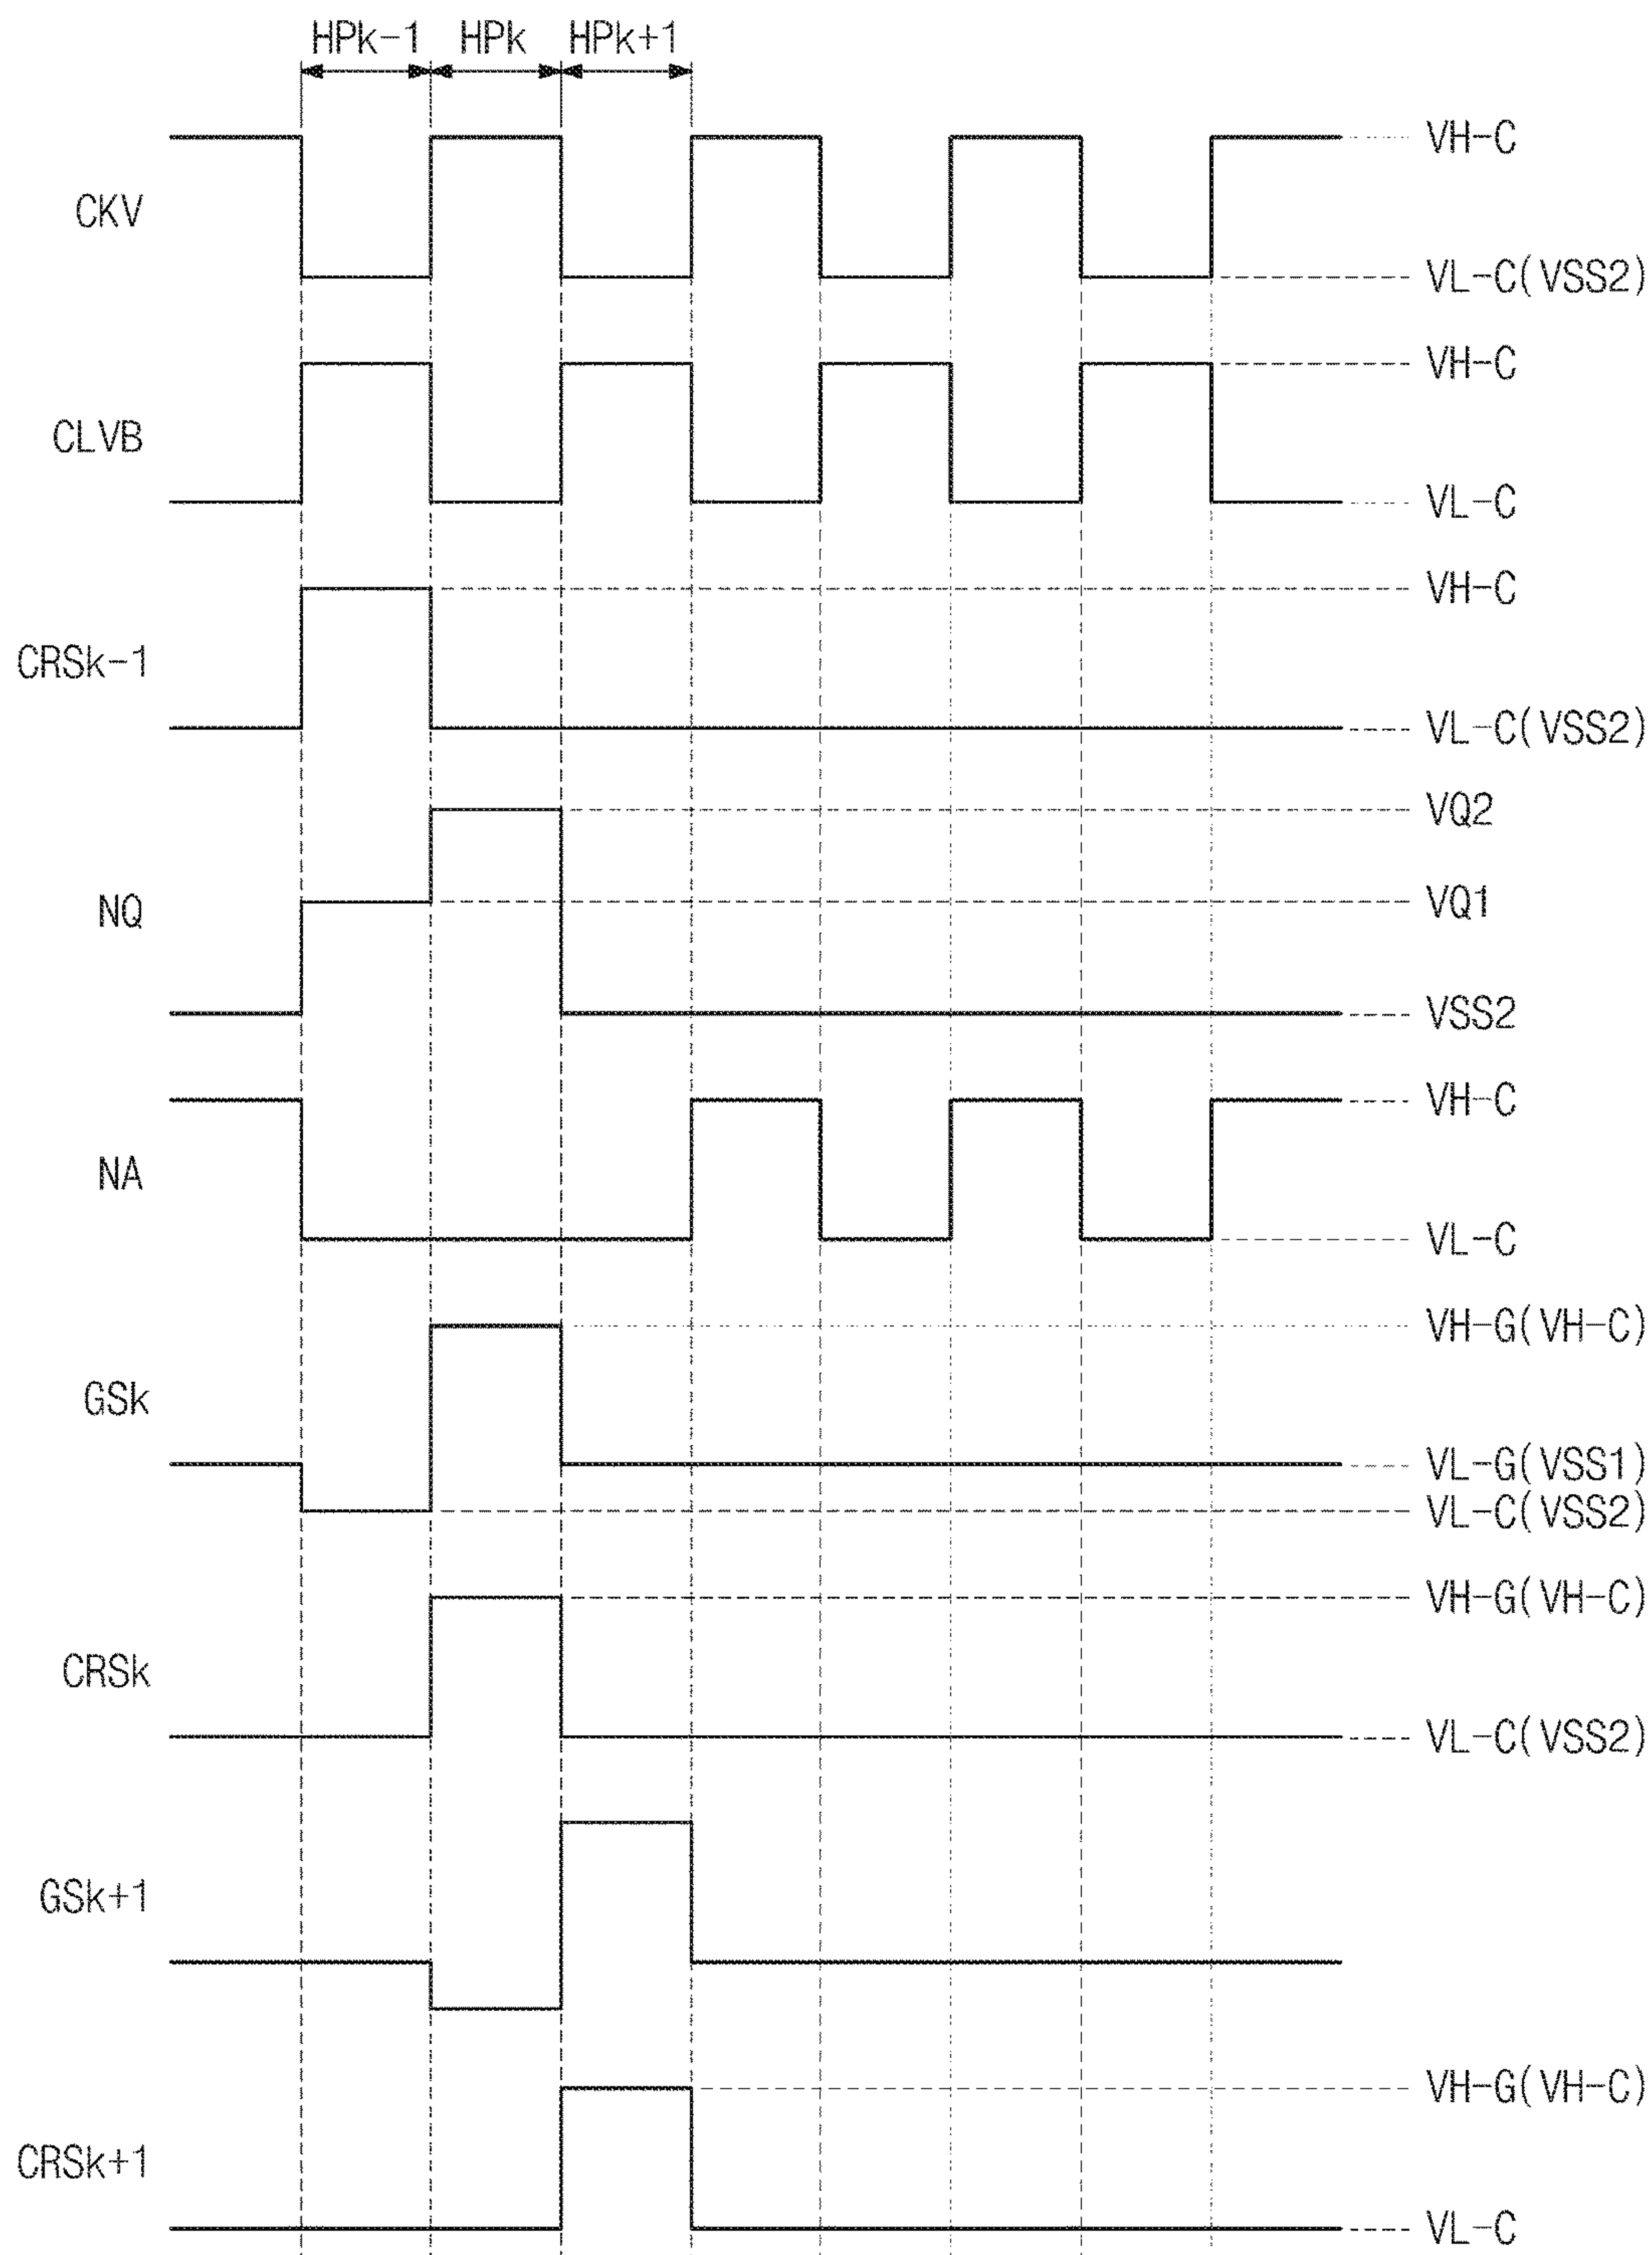 HPk-1 HPk HPk+1
VH-C
CKV
VL-C(VSS2)
VH-C
CLVB
VL-C
VH-C
CRSk-1
VL-C(VSS2)
VQ2
NQ
VQ1
VSS2
VH-C
NA
VL-C
VH-G(VH-C)
GSk
VL-G(VSS1)
VL-C(VSS2)
VH-G(VH-C)
CRSk
VL-C(VSS2)
GSk+1
VH-G(VH-C)
CRSk+1
VL-C